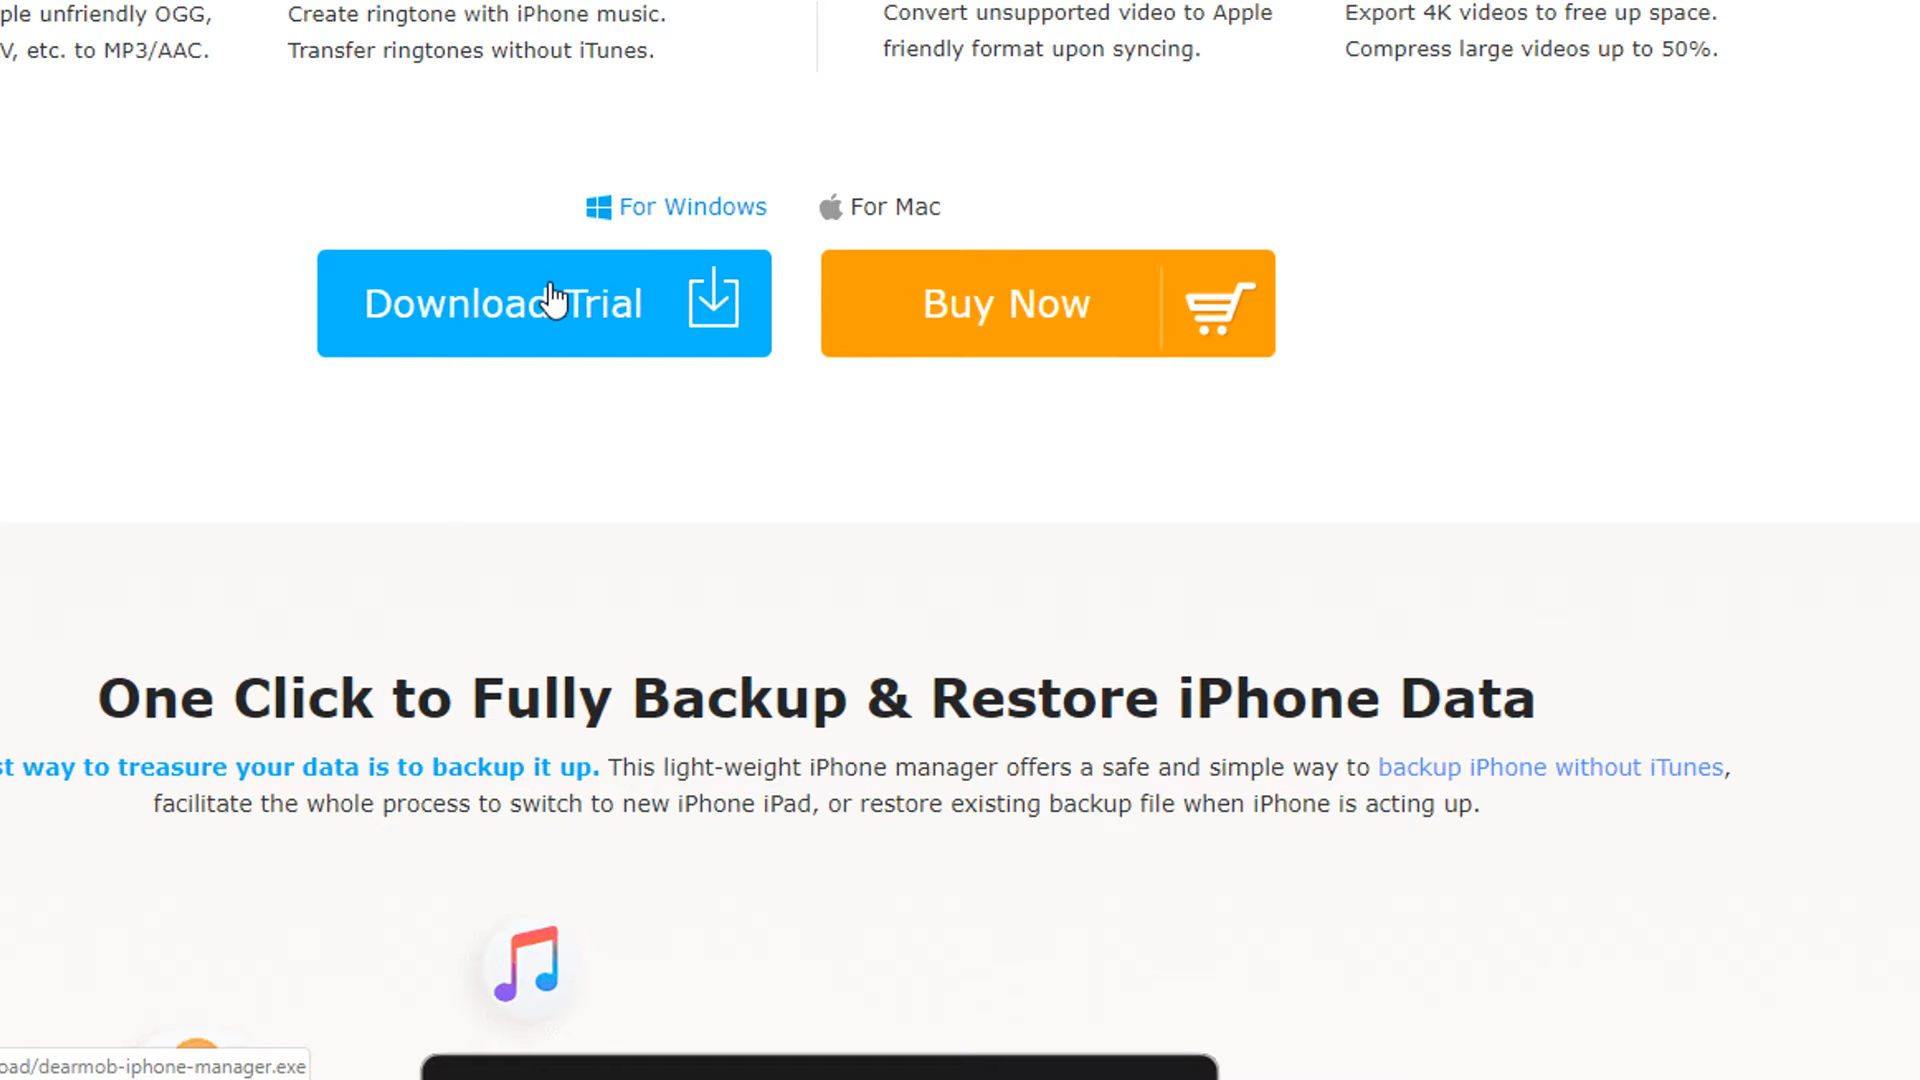 ple unfriendly OGG,
V, etc. to MP3/AAC.
Create ringtone with iPhone music.
Transfer ringtones without iTunes.
Convert unsupported video to Apple
friendly format upon syncing.
Export 4K videos to free up space.
Compress large videos up to 50%.
For Windows
For Mac
Download Trial
Buy Now
One Click to Fully Backup & Restore iPhone Data
st way to treasure your data is to backup it up. This light-weight iPhone manager offers a safe and simple way to backup iPhone without iTunes,
facilitate the whole process to switch to new iPhone iPad, or restore existing backup file when iPhone is acting up.
oad/dearmob-iphone-manager.exe